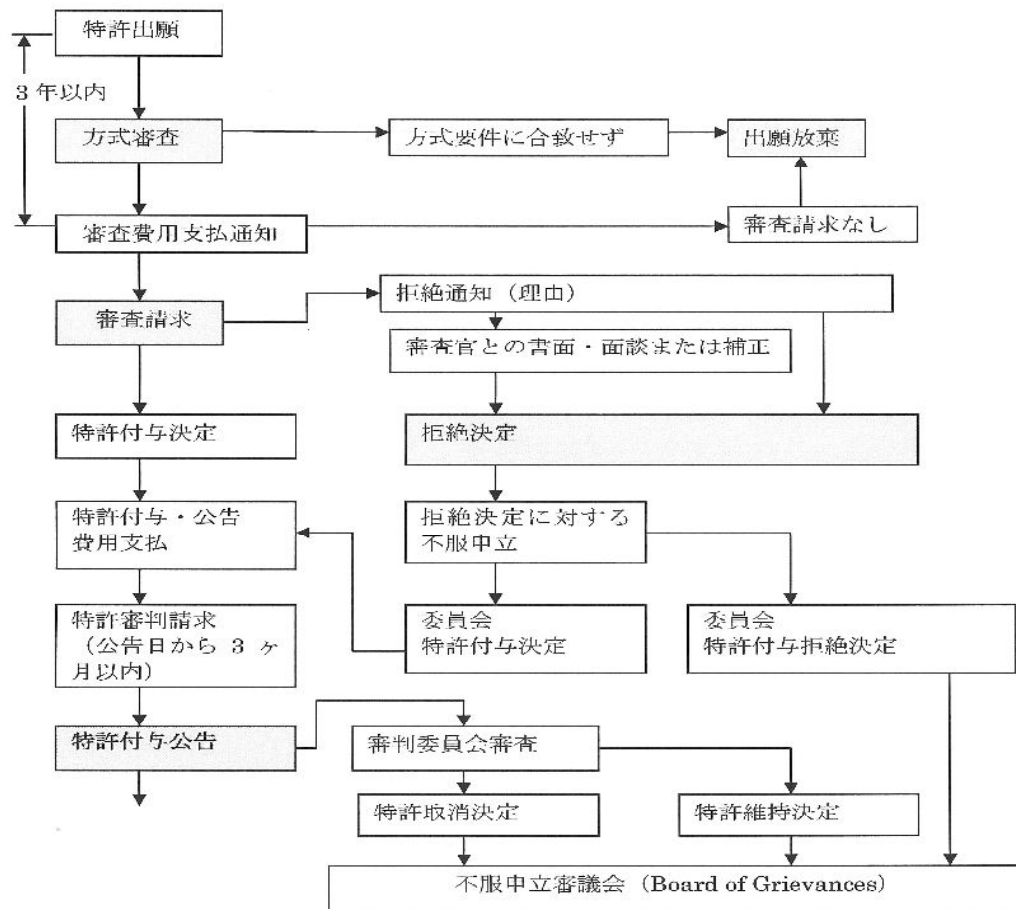 特許出願
3年以内
方式審査
方式要件に合致せず
出願放棄
審査費用支払通知
審査請求なし
審査請求
拒絶通知（理由）
審査官との書面・面談または補正
特許付与決定
拒絶決定
特許付与・公告
費用支払
拒絶決定に対する
不服申立
特許審判請求
（公告日から 3 ヶ
月以内）
委員会
特許付与決定
委員会
特許付与拒絶決定
特許付与公告
審判委員会審査
特許取消決定
特許維持決定
不服申立審議会（Board of Grievances）